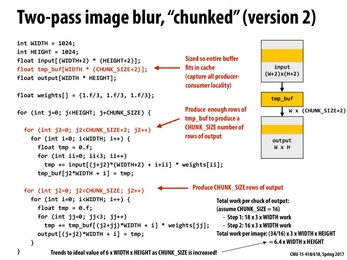 Two-pass image blur, "chunked" (version 2)
int WIDTH = 1024;
int HEIGHT = 1024;
float input[(WIDTH+2) * (HEIGHT+2)];
float tmp_buf[WIDTH * (CHUNK_SIZE+2)];
float output[WIDTH * HEIGHT];
float weights[] = {1.f/3, 1.f/3, 1.f/3};
for (int j=0; j<HEIGHT; j+CHUNK_SIZE) {
for (int j2=0; j2<CHUNK_SIZE+2; j2++)
for (int i=0; i<WIDTH; i++) {
float tmp = 0.f;
for (int ii=0; ii<3; ii++)
tmp += input[(j+j2)*(WIDTH+2) + i+ii] * weights[ii];
tmp_buf[j2*WIDTH + i] = tmp;
for (int j2=0; j2<CHUNK_SIZE; j2++)
for (int i=0; i<WIDTH; i++) {
float tmp = 0.f;
for (int jj=0; jj<3; jj++)
tmp += tmp_buf[(j2+jj)*WIDTH + i] * weights[jj];
output[(j+j2)*WIDTH + i] = tmp;
}
}
Sized so entire buffer
fits in cache
(capture all producer-
consumer locality)
Produce enough rows of
tmp_buf to produce a
CHUNK_SIZE number of
rows of output
Produce CHUNK_SIZE rows of output
input
(W+2)x(H+2)
tmp_buf
W x (CHUNK_SIZE+2)
output
W x H
Total work per chuck of output:
(assume CHUNK_SIZE = 16)
- Step 1: 18 x 3 x WIDTH work
- Step 2: 16 x 3 x WIDTH work
Total work per image: (34/16) x 3 x WIDTH x HEIGHT
= 6.4 x WIDTH x HEIGHT
Trends to ideal value of 6 x WIDTH x HEIGHT as CHUNK_SIZE is increased!
CMU 15-418/618, Spring 2017